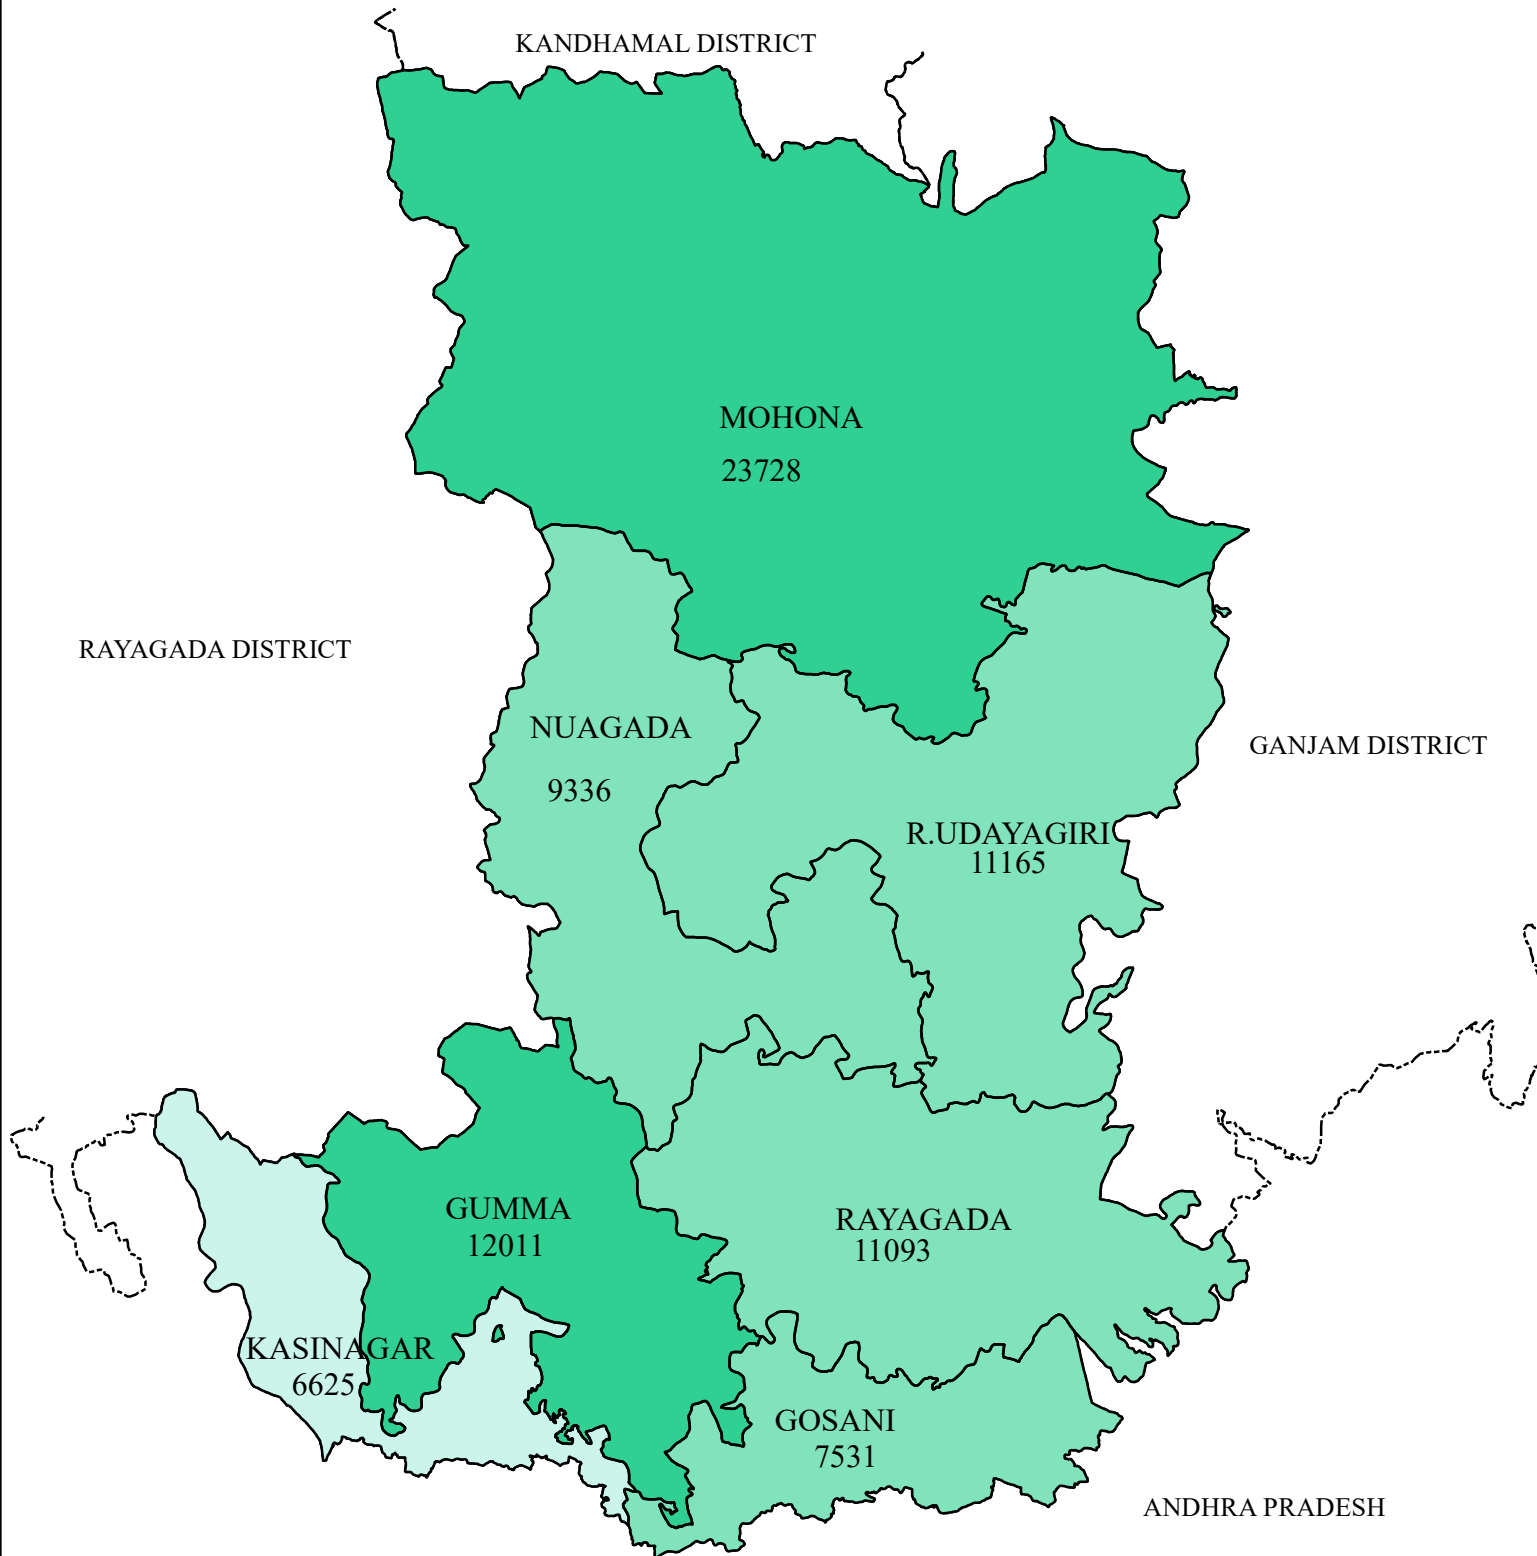 KANDHAMAL DISTRICT
MOHONA
23728
RAYAGADA DISTRICT
NUAGADA
9336
GANJAM DISTRICT
R.UDAYAGIRI
11165
GUMMA
12011
RAYAGADA
11093
KASINAGAR
6625
GOSANI
7531
ANDHRA PRADESH